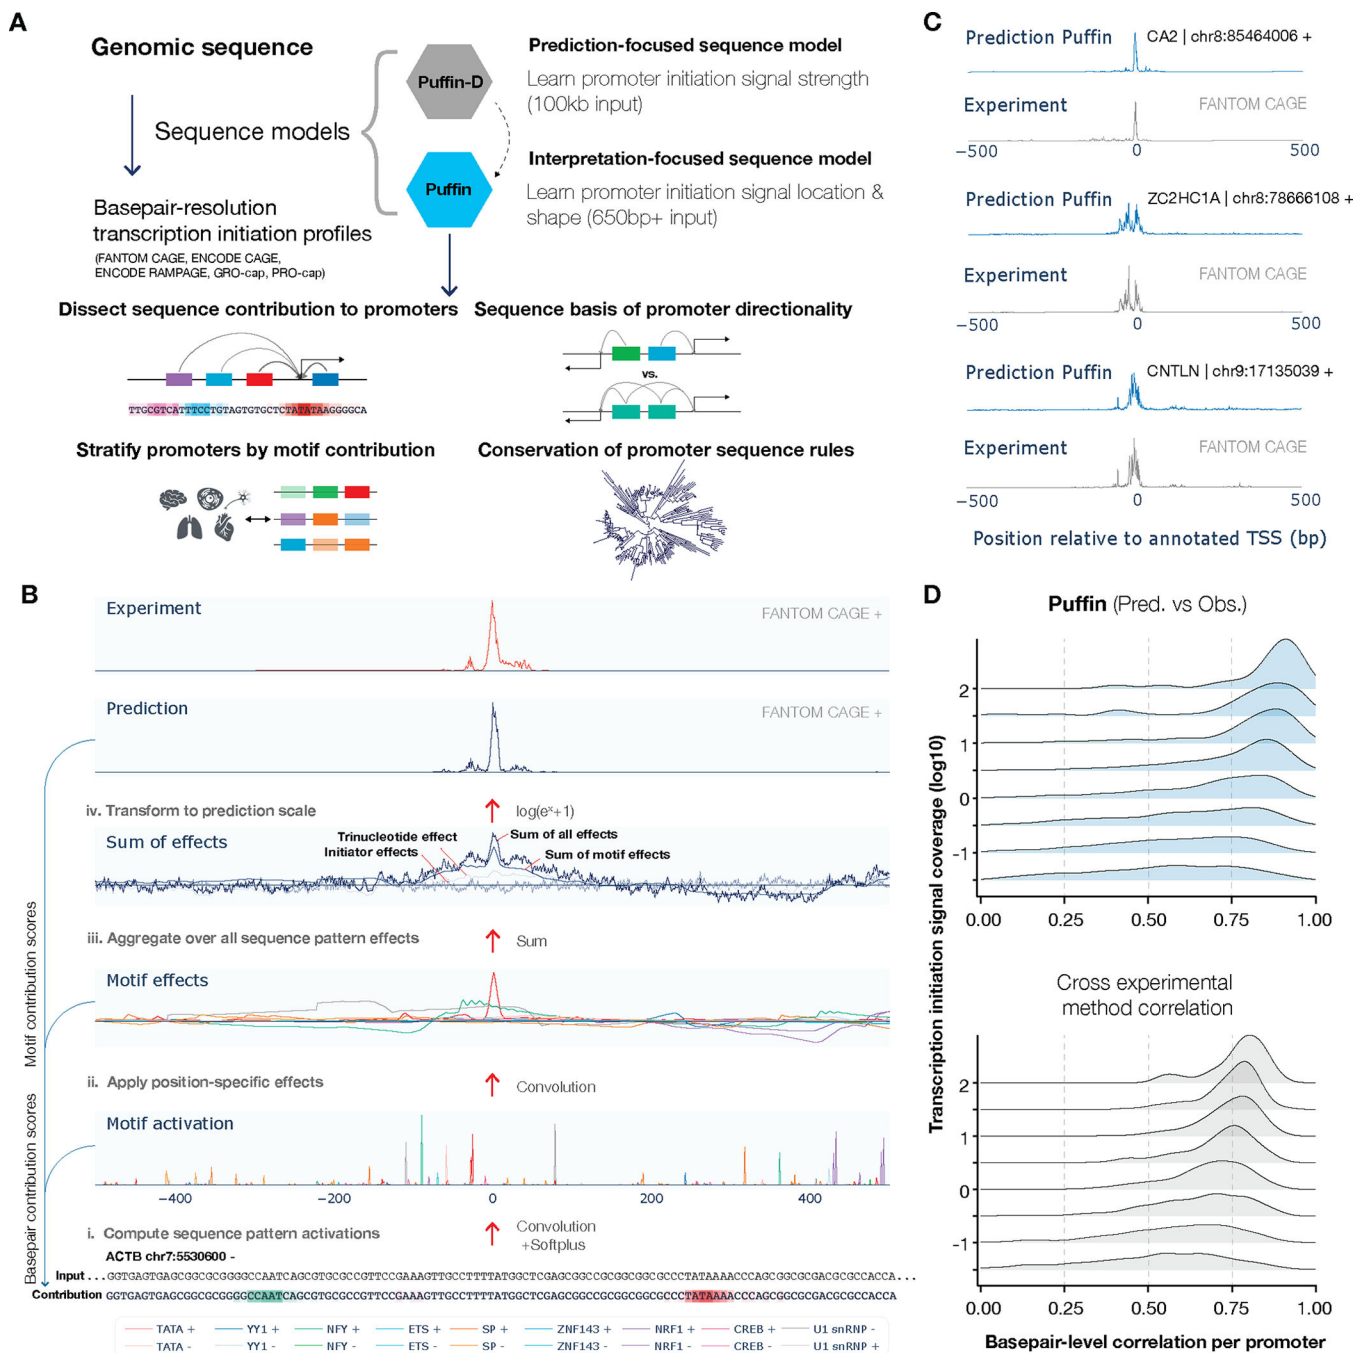 A
Genomic sequence
Sequence models
Puffin-D
Puffin
Prediction-focused sequence model
Learn promoter initiation signal strength
(100kb input)
Interpretation-focused sequence model
Learn promoter initiation signal location &
shape (650bp+ input)
Basepair-resolution
transcription initiation profiles
(FANTOM CAGE, ENCODE CAGE,
ENCODE RAMPAGE, GRO-cap, PRO-cap)
Dissect sequence contribution to promoters
TTGCGTCATTTCCTGTAGTGTGCTCTATATAAGGGGCA
Sequence basis of promoter directionality
vs.
Stratify promoters by motif contribution
Conservation of promoter sequence rules
B
Experiment
FANTOM CAGE +
Prediction
FANTOM CAGE +
iv. Transform to prediction scale
log(eˣ+1)
Sum of effects
Trinucleotide effect
Initiator effects
Sum of all effects
Sum of motif effects
iii. Aggregate over all sequence pattern effects
Sum
Motif effects
ii. Apply position-specific effects
Convolution
Motif activation
−400 −200 0 200 400
i. Compute sequence pattern activations
Convolution
+Softplus
Motif contribution scores
Basepair contribution scores
ACTB chr7:5530600 -
Input ...GGTGAGTGAGCGGCGCGGGGCCAATCAGCGTGCGCCGTTCCGAAAGTTGCCTTTTATGGCTCGAGCGGCCGCGGCGGCGCCCTATAAAACCCAGCGGCGCGACGCGCCACCA...
Contribution GGTGAGTGAGCGGCGCGGGGCCAATCAGCGTGCGCCGTTCCGAAAGTTGCCTTTTATGGCTCGAGCGGCCGCGGCGGCGCCCTATAAAACCCAGCGGCGCGACGCGCCACCA
TATA + YY1 + NFY + ETS + SP + ZNF143 + NRF1 + CREB + U1 snRNP -
TATA - YY1 - NFY - ETS - SP - ZNF143 - NRF1 - CREB - U1 snRNP +
C
Prediction Puffin
CA2 | chr8:85464006 +
Experiment
FANTOM CAGE
−500 0 500
Prediction Puffin
ZC2HC1A | chr8:78666108 +
Experiment
FANTOM CAGE
−500 0 500
Prediction Puffin
CNTLN | chr9:17135039 +
Experiment
FANTOM CAGE
−500 0 500
Position relative to annotated TSS (bp)
D
Puffin (Pred. vs Obs.)
2
1
0
-1
0.00 0.25 0.50 0.75 1.00
Cross experimental
method correlation
2
1
0
-1
0.00 0.25 0.50 0.75 1.00
Transcription initiation signal coverage (log10)
Basepair-level correlation per promoter